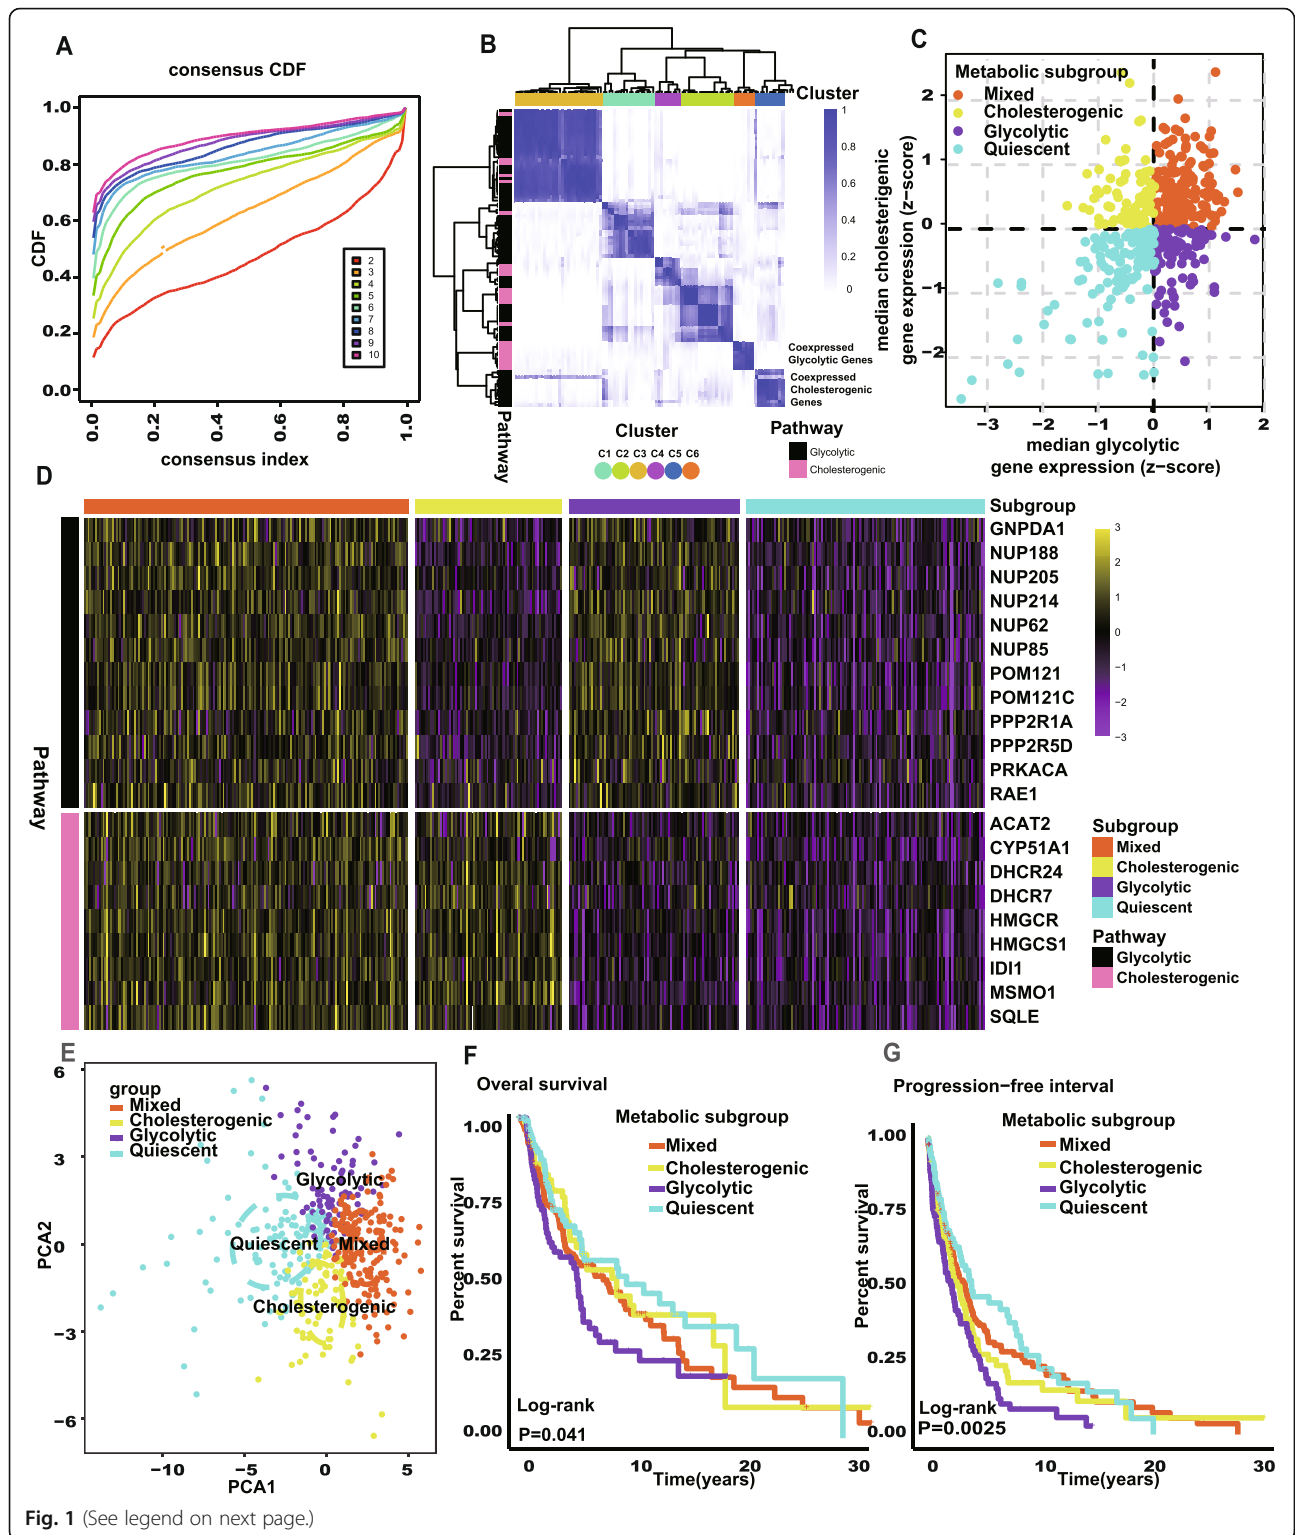 A
consensus CDF
CDF
1.0
0.8
0.6
0.4
0.2
0.0
0.0
0.2
0.4
0.6
0.8
1.0
consensus index
2
3
4
5
6
7
8
9
10
B
Cluster
1
0.8
0.6
0.4
0.2
0
Coexpressed
Glycolytic Genes
Coexpressed
Cholesterogenic
Genes
Pathway
Cluster
C1 C2 C3 C4 C5 C6
Pathway
Glycolytic
Cholesterogenic
C
Metabolic subgroup
Mixed
Cholesterogenic
Glycolytic
Quiescent
median cholesterigenic
gene expression (z−score)
2
1
0
−1
−2
−3
−2
−1
0
1
2
median glycolytic
gene expression (z−score)
D
Subgroup
GNPDA1
NUP188
NUP205
NUP214
NUP62
NUP85
POM121
POM121C
PPP2R1A
PPP2R5D
PRKACA
RAE1
ACAT2
CYP51A1
DHCR24
DHCR7
HMGCR
HMGCS1
IDI1
MSMO1
SQLE
Pathway
3
2
1
0
−1
−2
−3
Subgroup
Mixed
Cholesterogenic
Glycolytic
Quiescent
Pathway
Glycolytic
Cholesterogenic
E
group
Mixed
Cholesterogenic
Glycolytic
Quiescent
Glycolytic
Quiescent
Mixed
Cholesterogenic
PCA2
6
3
0
−3
−6
−10
−5
0
5
PCA1
F
Overal survival
Metabolic subgroup
Mixed
Cholesterogenic
Glycolytic
Quiescent
Percent survival
1.00
0.75
0.50
0.25
0.00
Log-rank
P=0.041
0
10
20
30
Time(years)
G
Progression−free interval
Metabolic subgroup
Mixed
Cholesterogenic
Glycolytic
Quiescent
Percent survival
1.00
0.75
0.50
0.25
0.00
Log-rank
P=0.0025
0
10
20
30
Time(years)
Fig. 1 (See legend on next page.)